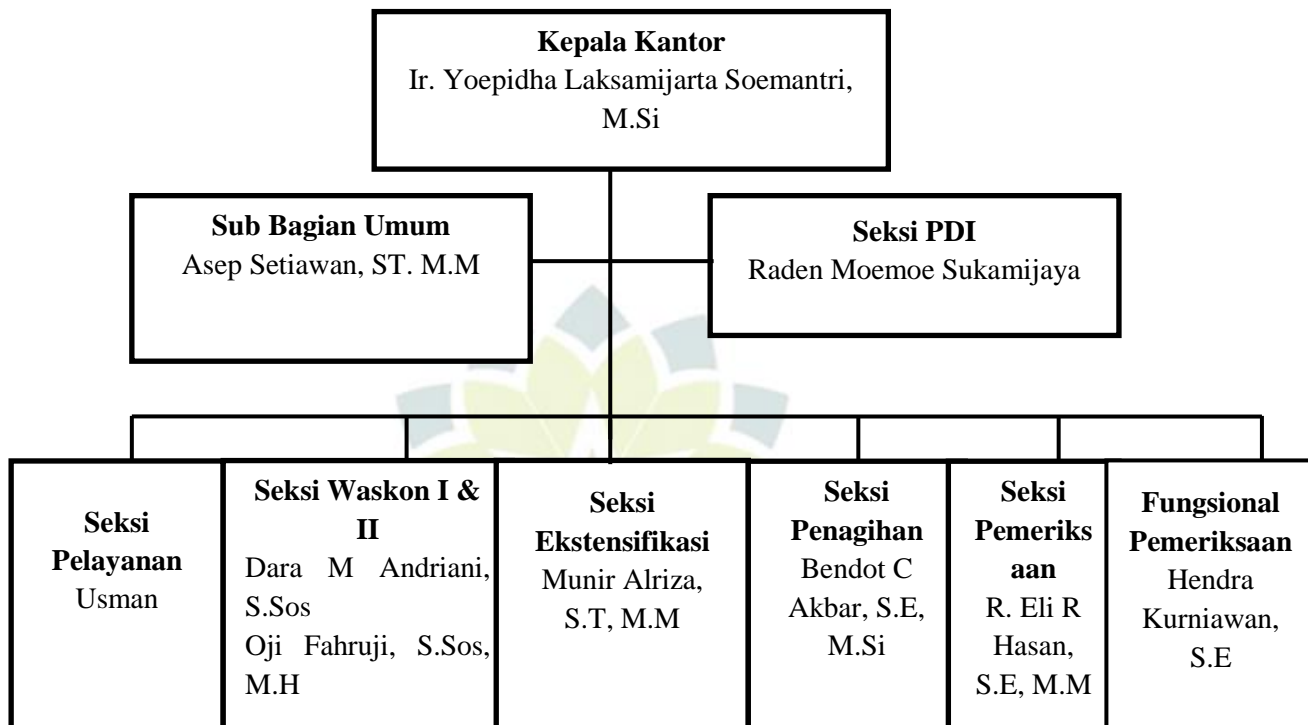 Kepala Kantor
Ir. Yoepidha Laksamijarta Soemantri,
M.Si
Sub Bagian Umum
Asep Setiawan, ST. M.M
Seksi PDI
Raden Moemoe Sukamijaya
Seksi
Pelayanan
Usman
Seksi Waskon I &
II
Dara M Andriani,
S.Sos
Oji Fahruji, S.Sos,
M.H
Seksi
Ekstensifikasi
Munir Alriza,
S.T, M.M
Seksi
Penagihan
Bendot C
Akbar, S.E,
M.Si
Seksi
Pemeriks
aan
R. Eli R
Hasan,
S.E, M.M
Fungsional
Pemeriksaan
Hendra
Kurniawan,
S.E